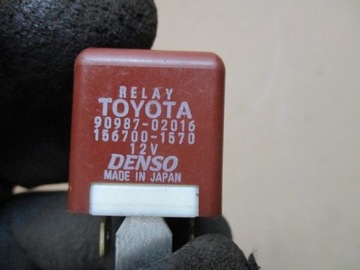 RELAY
TOYOTA
90987-02016
156700-1570
12V
DENSO
MADE IN JAPAN